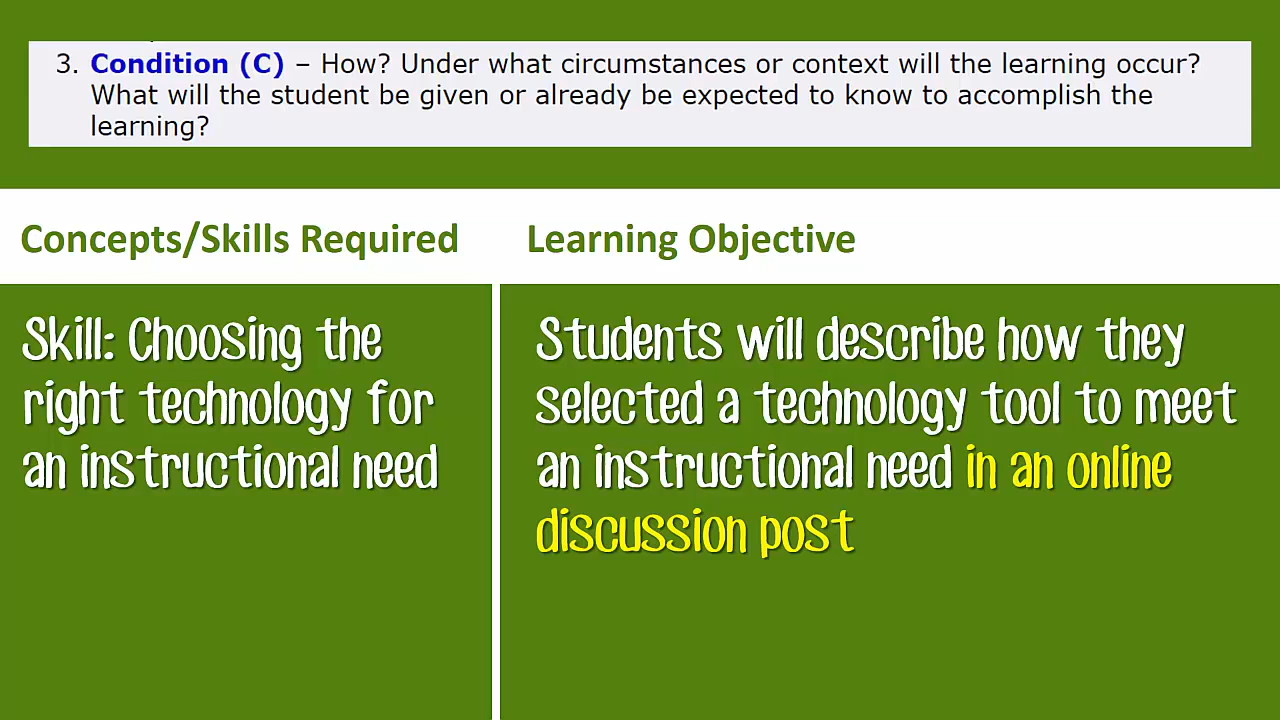 3. Condition (C) – How? Under what circumstances or context will the learning occur?
What will the student be given or already be expected to know to accomplish the
learning?
Concepts/Skills Required
Learning Objective
Skill: Choosing the
right technology for
an instructional need
Students will describe how they
selected a technology tool to meet
an instructional need in an online
discussion post